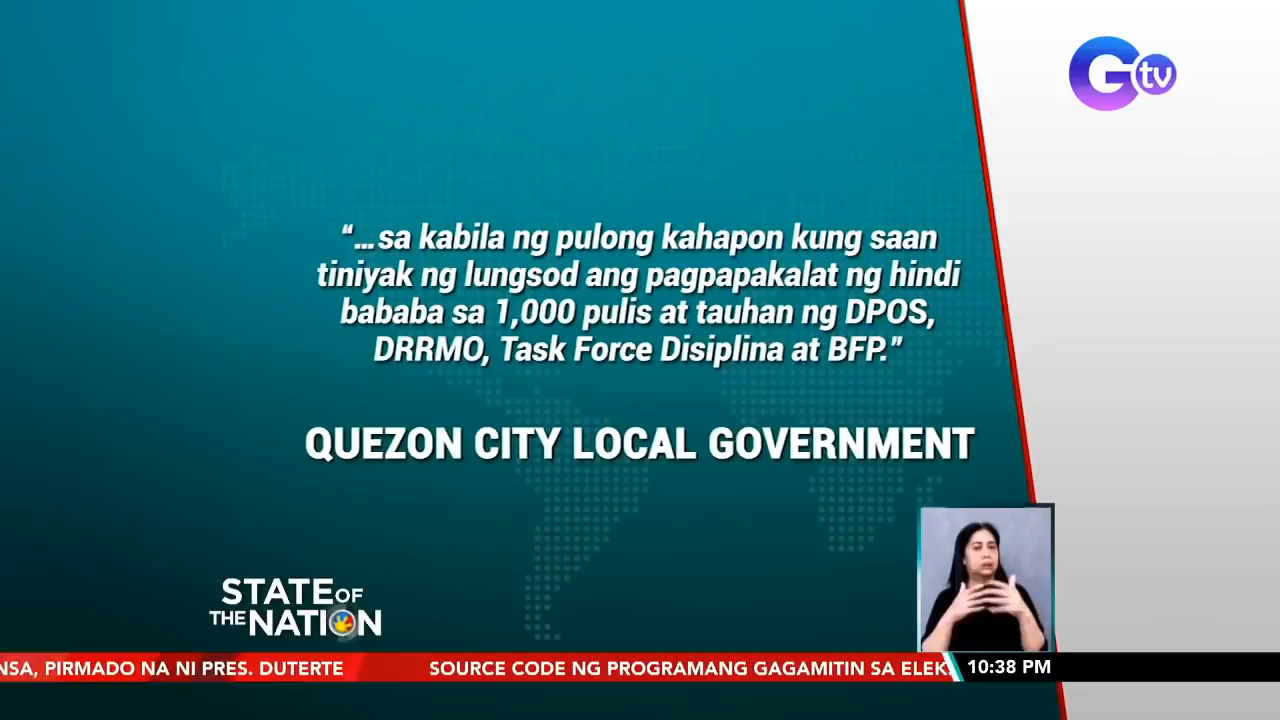 Gtv
“...sa kabila ng pulong kahapon kung saan
tiniyak ng lungsod ang pagpapakalat ng hindi
bababa sa 1,000 pulis at tauhan ng DPOS,
DRRMO, Task Force Disiplina at BFP.”
QUEZON CITY LOCAL GOVERNMENT
STATE OF
THE NATION
NSA, PIRMADO NA NI PRES. DUTERTE SOURCE CODE NG PROGRAMANG GAGAMITIN SA ELEK 10:38 PM